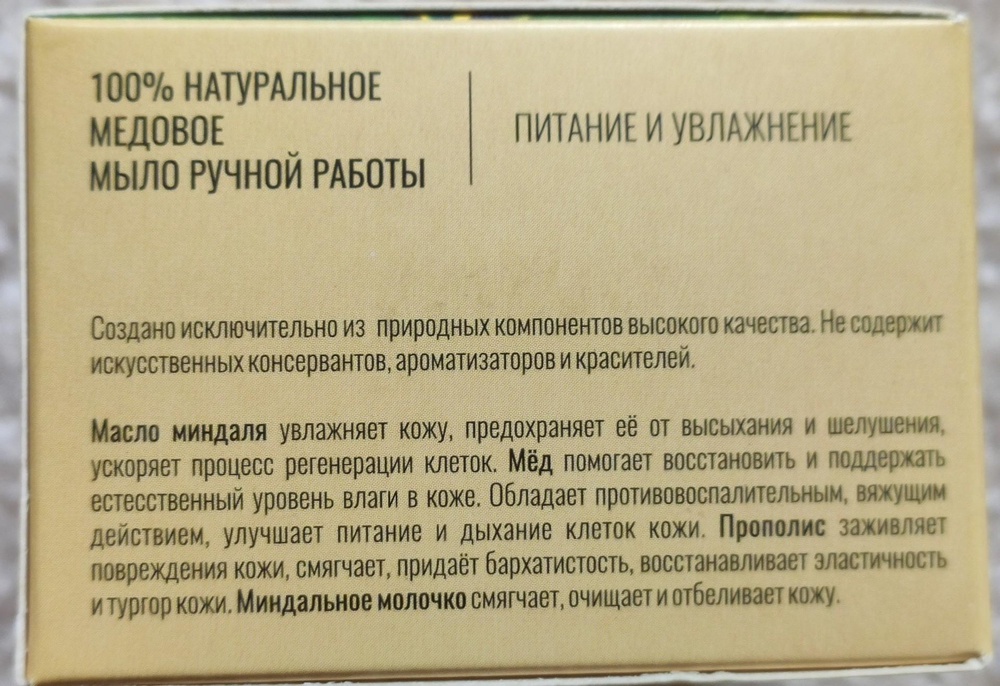 100% НАТУРАЛЬНОЕ
МЕДОВОЕ
МЫЛО РУЧНОЙ РАБОТЫ
ПИТАНИЕ И УВЛАЖНЕНИЕ
Создано исключительно из природных компонентов высокого качества. Не содержит
искусственных консервантов, ароматизаторов и красителей.
Масло миндаля увлажняет кожу, предохраняет её от высыхания и шелушения,
ускоряет процесс регенерации клеток. Мёд помогает восстановить и поддержать
естесственный уровень влаги в коже. Обладает противовоспалительным, вяжущим
действием, улучшает питание и дыхание клеток кожи. Прополис заживляет
повреждения кожи, смягчает, придаёт бархатистость, восстанавливает эластичность
и тургор кожи. Миндальное молочко смягчает, очищает и отбеливает кожу.